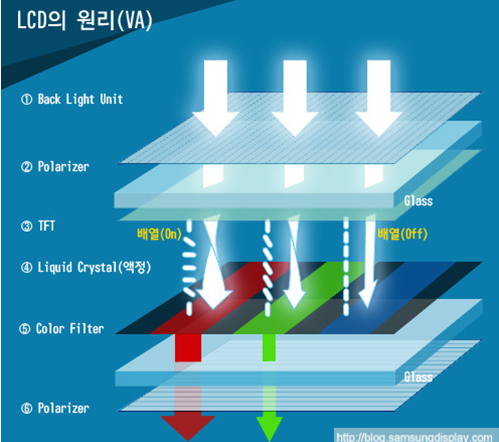 LCD의 원리(VA)
① Back Light Unit
② Polarizer
Glass
③ TFT
배열(On)
배열(Off)
④ Liquid Crystal(액정)
⑤ Color Filter
Glass
⑥ Polarizer
http://blog.samsungdisplay.com